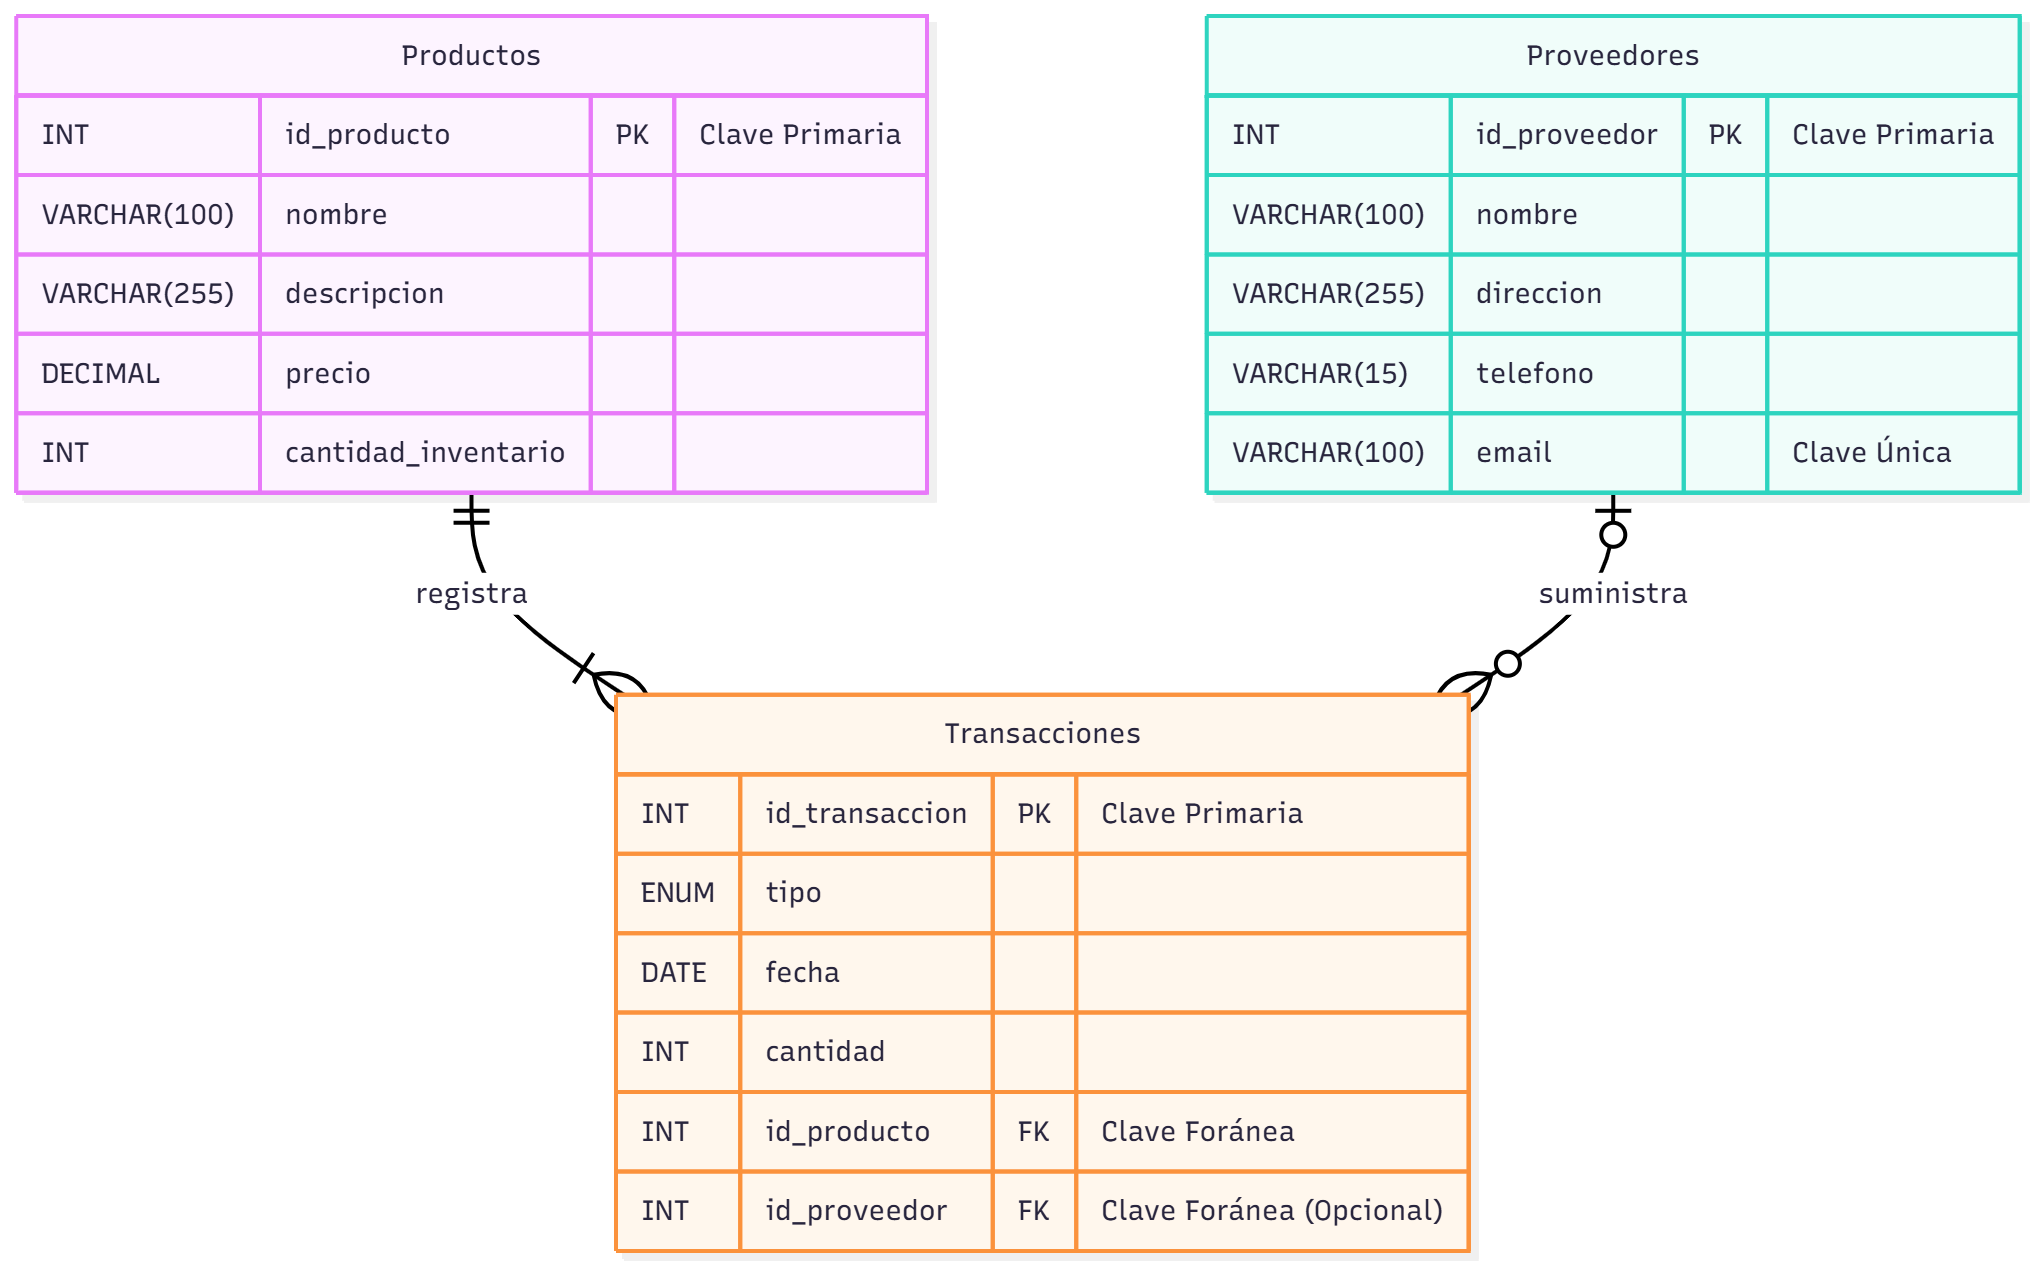 Productos
INT id_producto PK Clave Primaria
VARCHAR(100) nombre
VARCHAR(255) descripcion
DECIMAL precio
INT cantidad_inventario
Proveedores
INT id_proveedor PK Clave Primaria
VARCHAR(100) nombre
VARCHAR(255) direccion
VARCHAR(15) telefono
VARCHAR(100) email Clave Única
registra
suministra
Transacciones
INT id_transaccion PK Clave Primaria
ENUM tipo
DATE fecha
INT cantidad
INT id_producto FK Clave Foránea
INT id_proveedor FK Clave Foránea (Opcional)